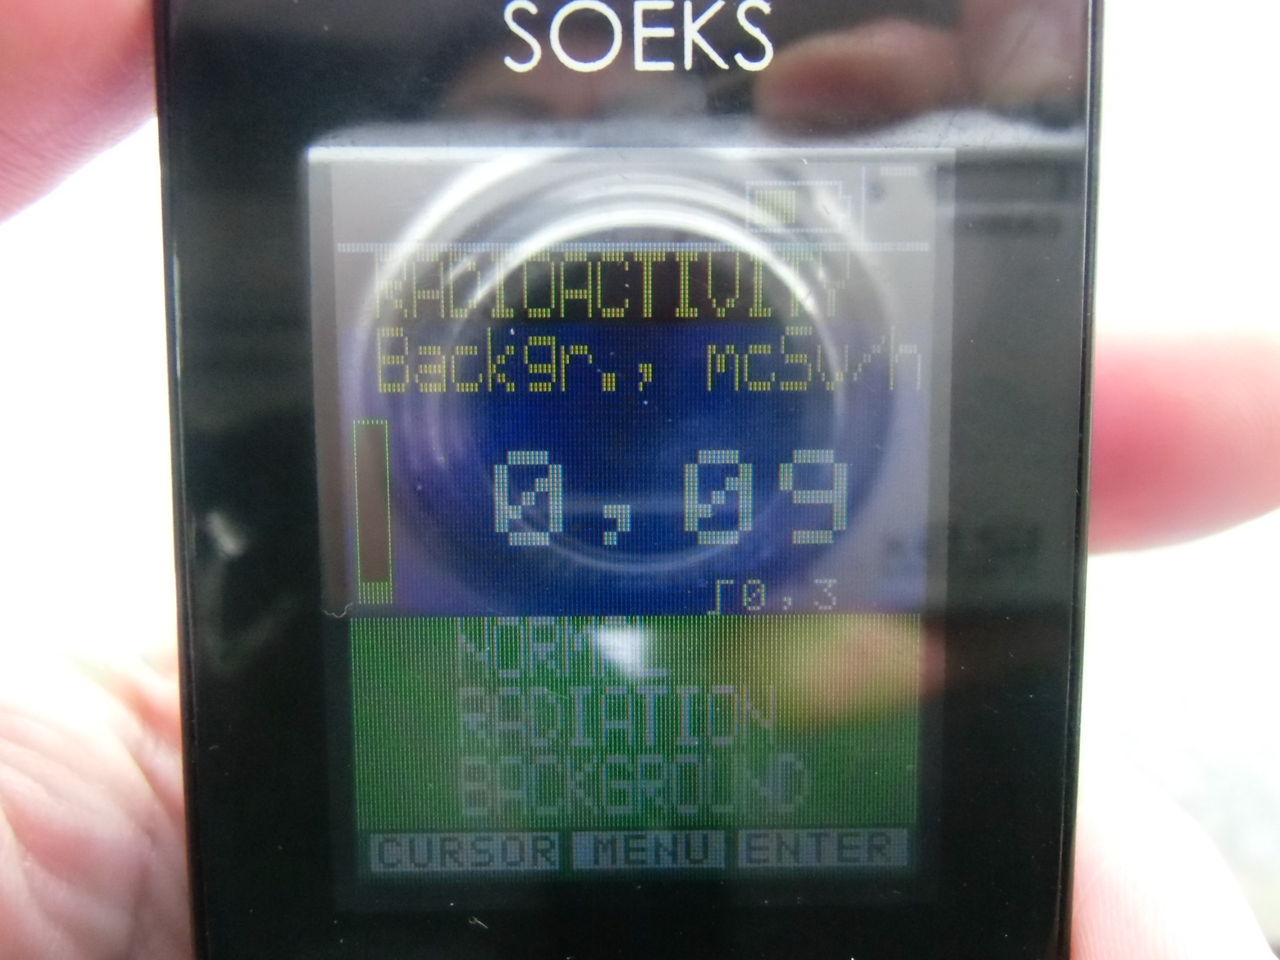 SOEKS
RADIOACTIVITY
Backgr., mcSv/h
0,09
∫0,3
NORMAL
RADIATION
BACKGROUND
CURSOR MENU ENTER